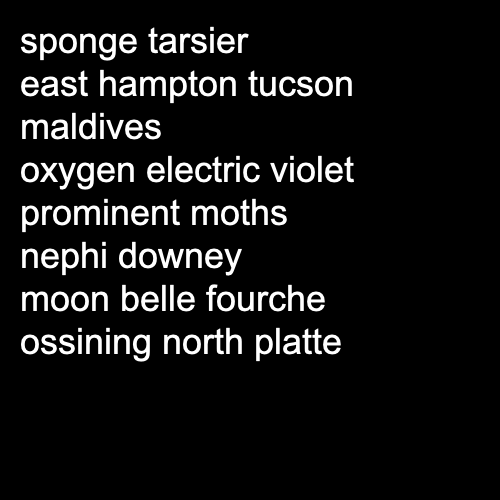 sponge tarsier
east hampton tucson
maldives
oxygen electric violet
prominent moths
nephi downey
moon belle fourche
ossining north platte